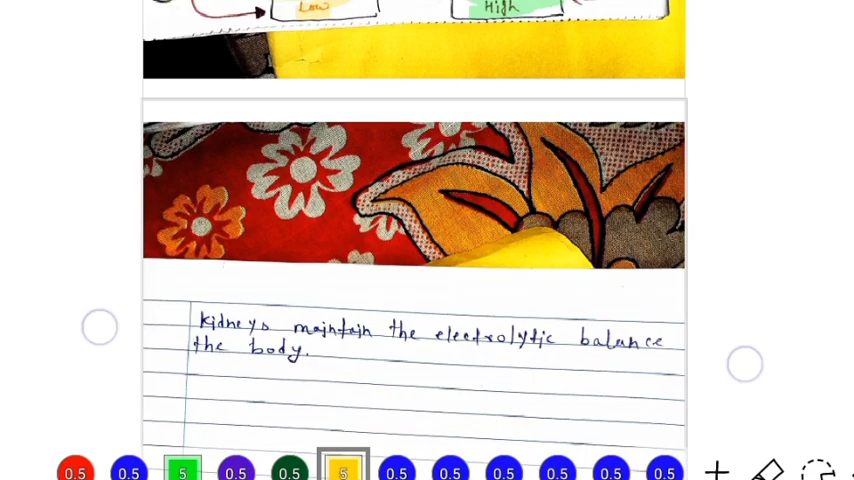 Low High
Kidneys maintain the electrolytic balance
the body.
0.5 0.5 5 0.5 0.5 5 0.5 0.5 0.5 0.5 0.5 0.5